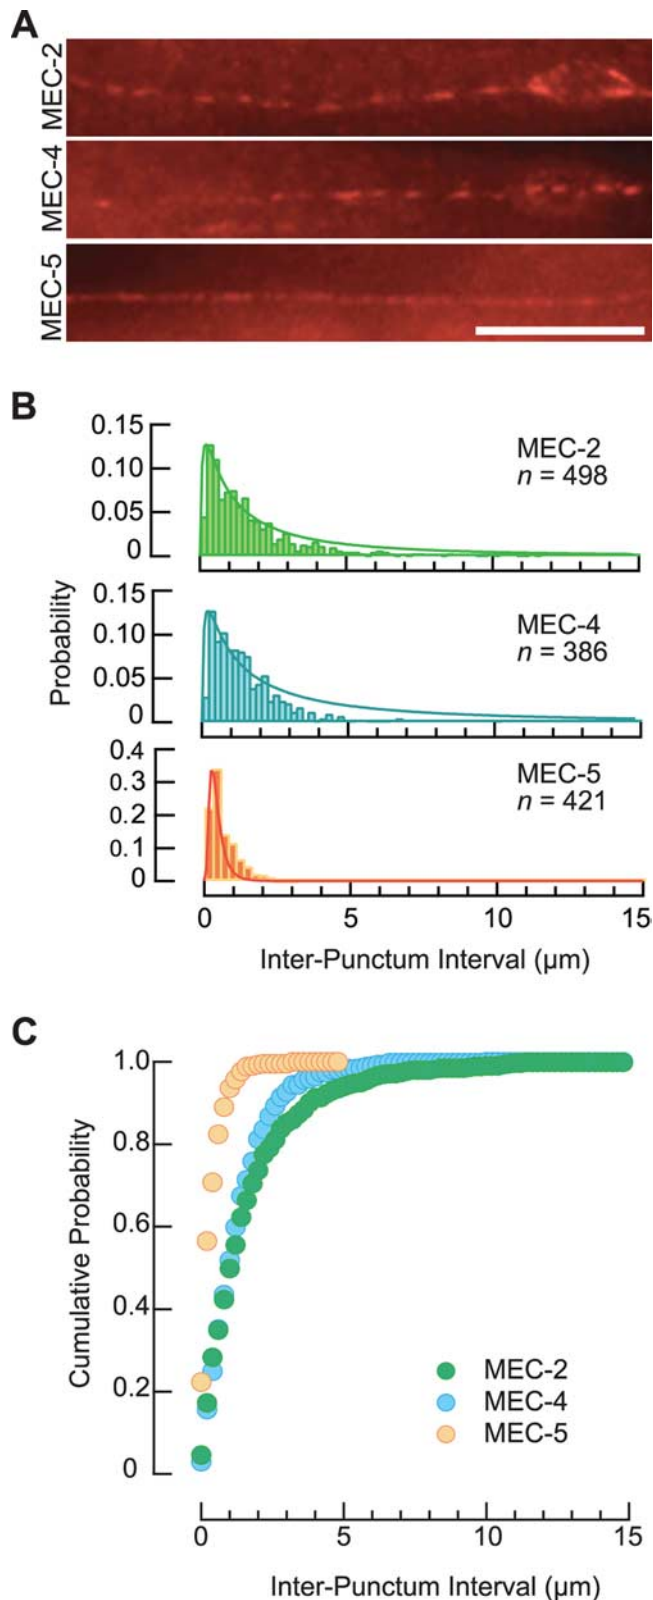 A
MEC-2
MEC-4
MEC-5
B
Probability
0.15
0.10
0.05
0
MEC-2
n = 498
0.15
0.10
0.05
0
MEC-4
n = 386
0.4
0.3
0.2
0.1
0
MEC-5
n = 421
0 5 10 15
Inter-Punctum Interval (µm)
C
Cumulative Probability
1.0
0.8
0.6
0.4
0.2
0
MEC-2
MEC-4
MEC-5
0 5 10 15
Inter-Punctum Interval (µm)